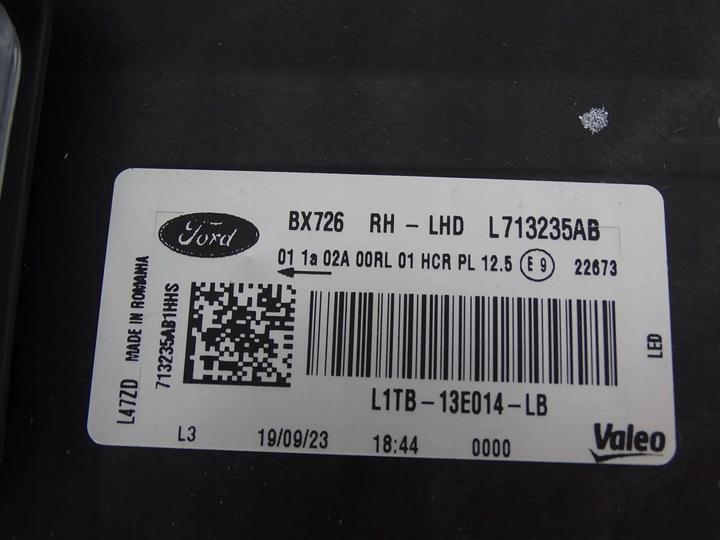 Ford
BX726 RH - LHD L713235AB
01 1a 02A 00RL 01 HCR PL 12.5 E9 22673
L47ZD MADE IN ROMANIA
713235AB1HHS
LED
L1TB-13E014-LB
L3 19/09/23 18:44 0000
Valeo